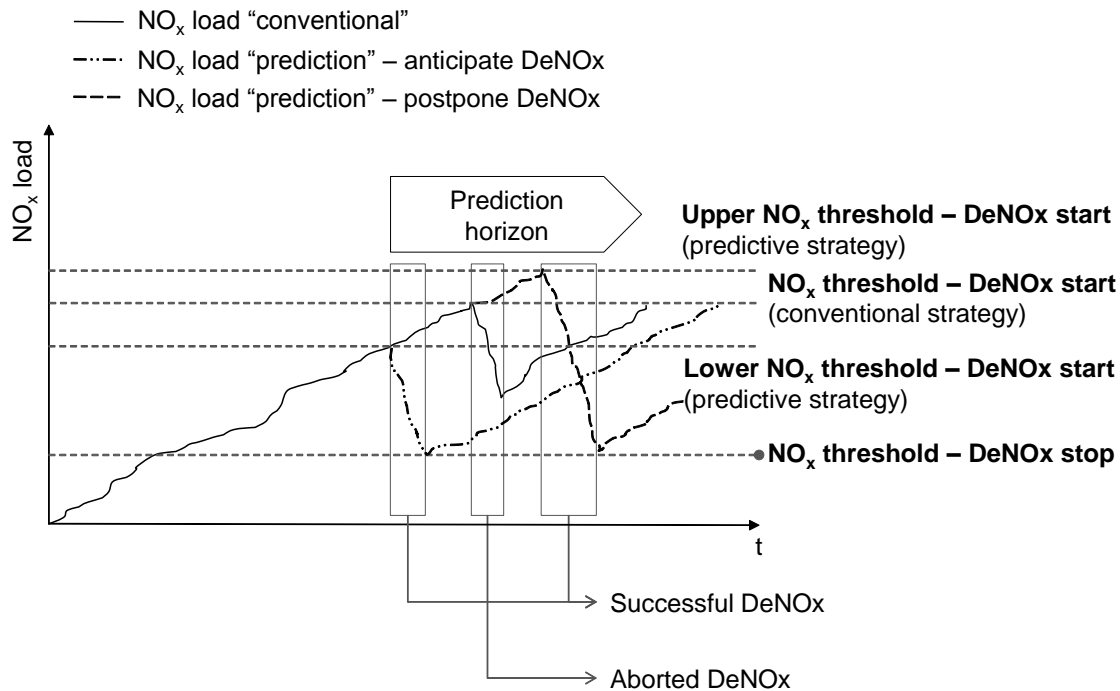 NOx load “conventional”
NOx load “prediction” – anticipate DeNOx
NOx load “prediction” – postpone DeNOx
NOx load
Prediction
horizon
Upper NOx threshold – DeNOx start
(predictive strategy)
NOx threshold – DeNOx start
(conventional strategy)
Lower NOx threshold – DeNOx start
(predictive strategy)
NOx threshold – DeNOx stop
t
Successful DeNOx
Aborted DeNOx